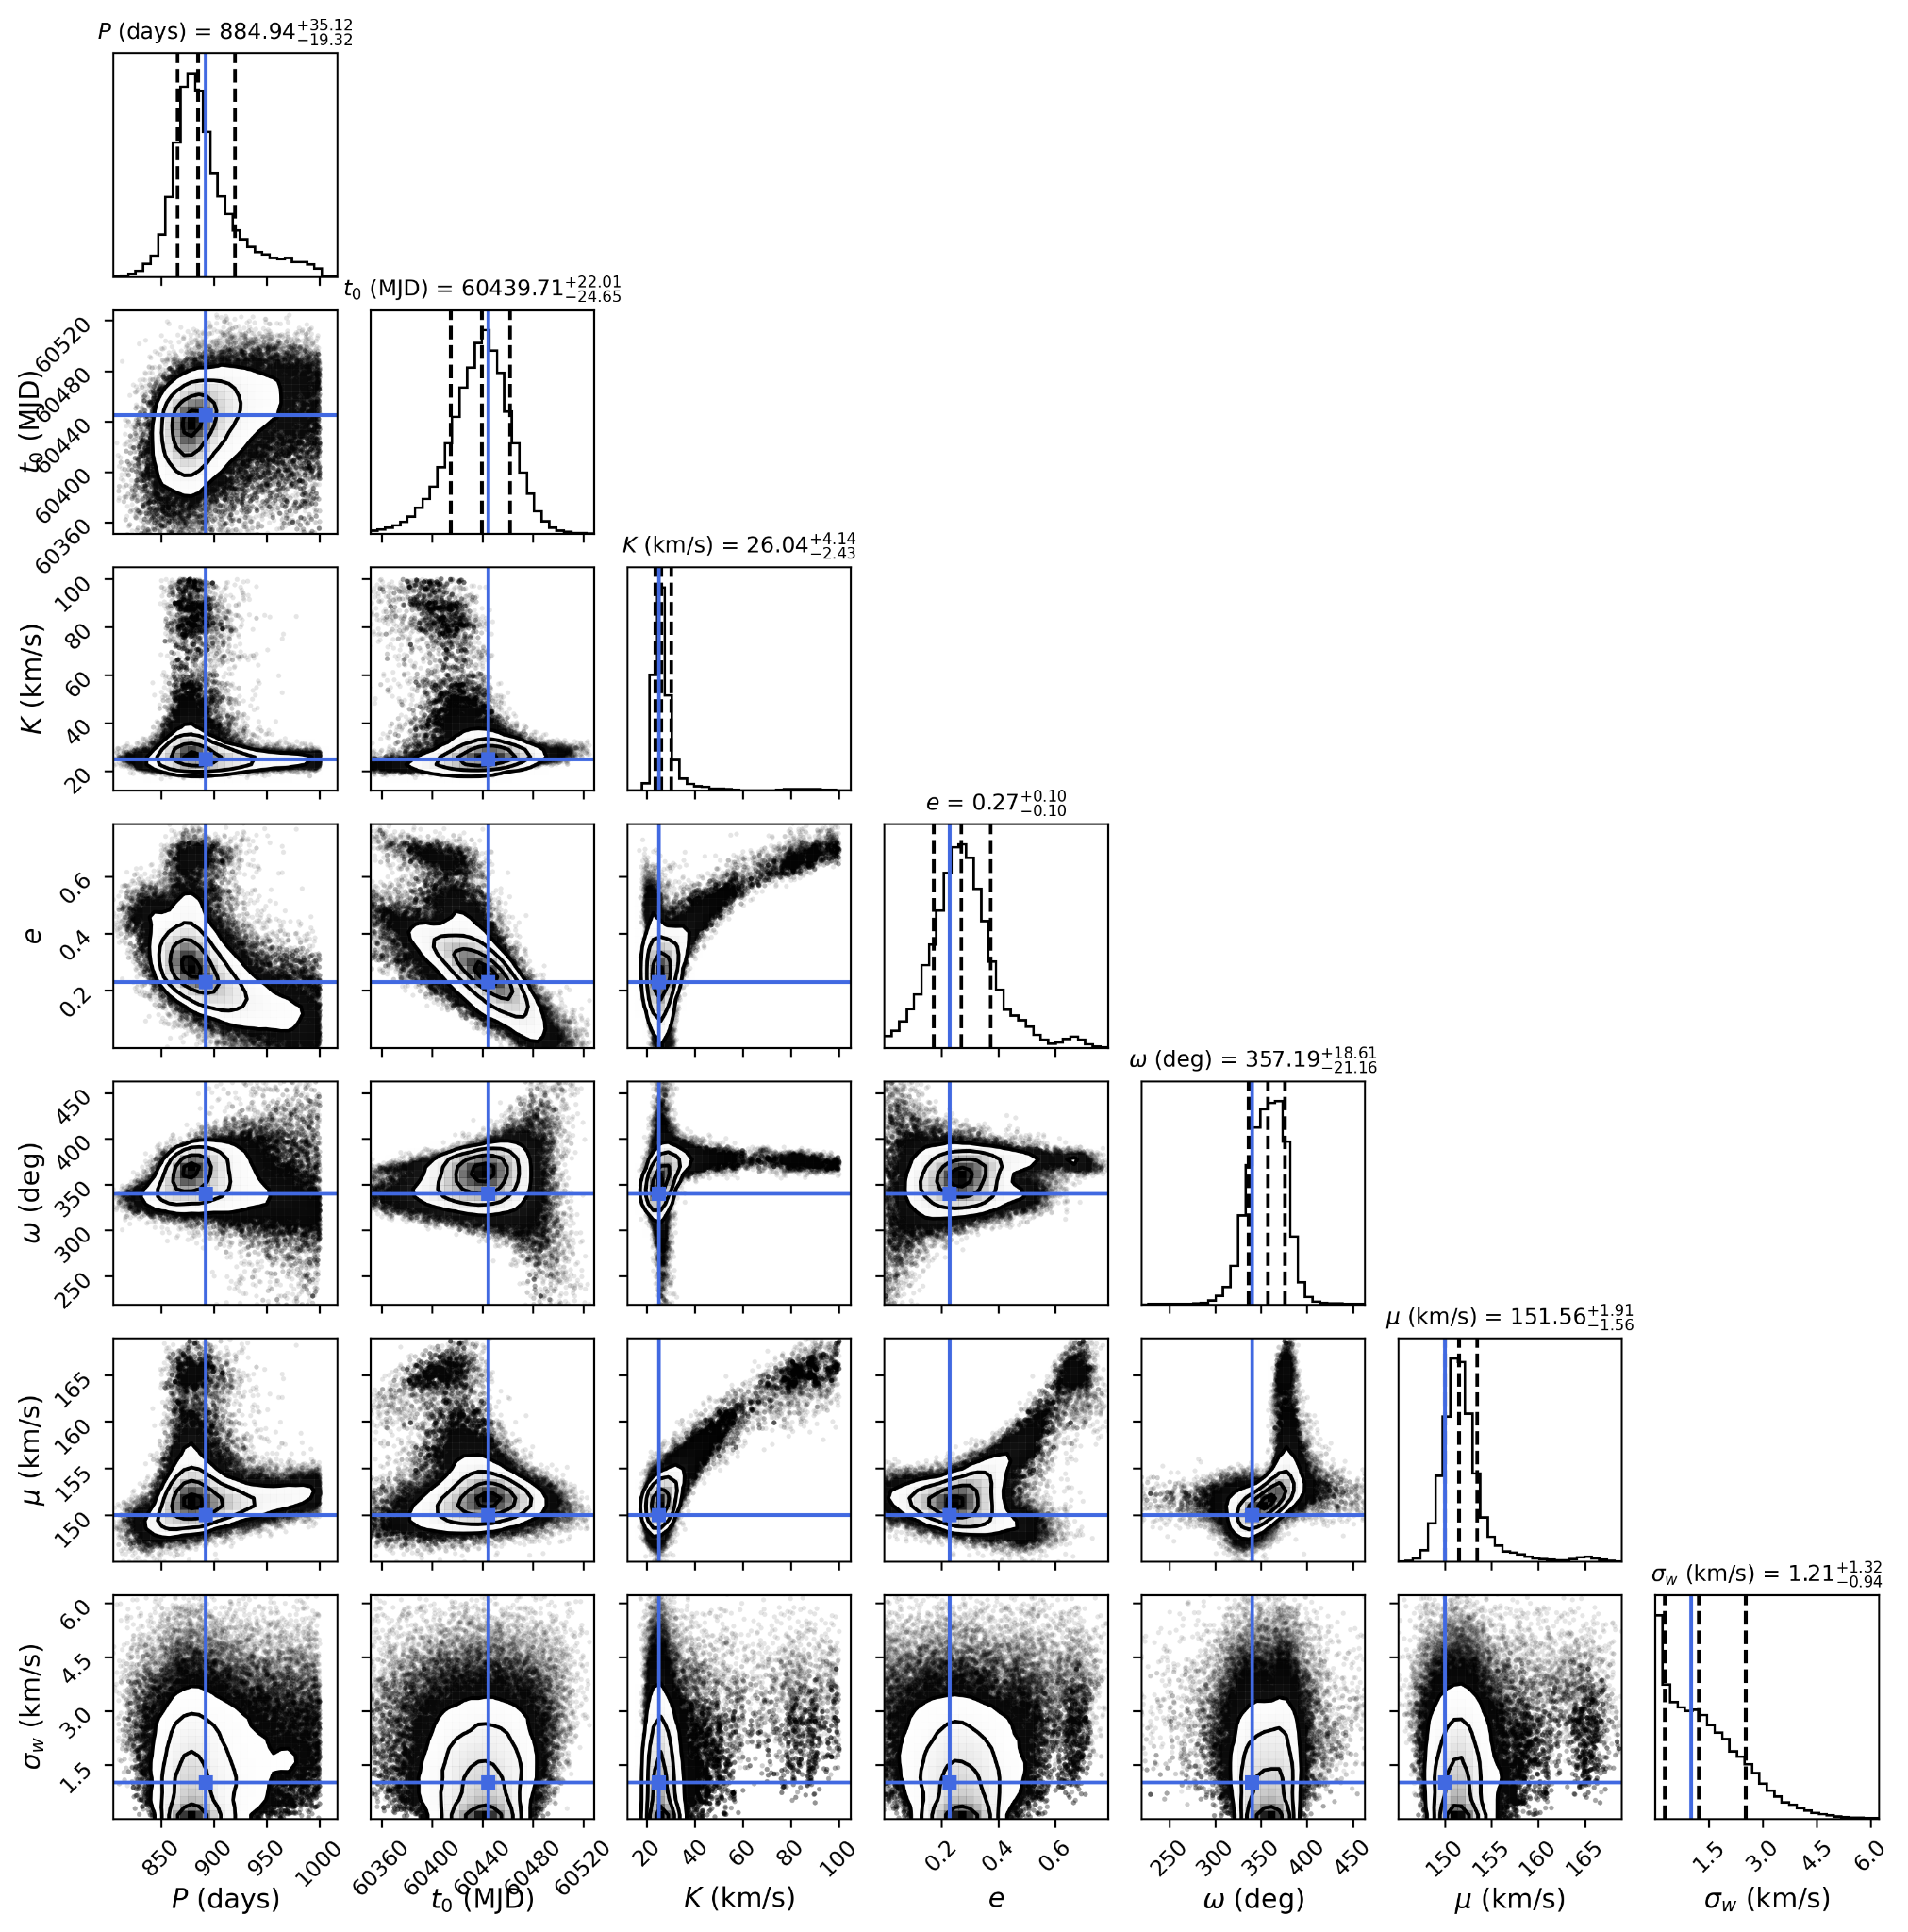 P (days) = 884.94+35.12−19.32
t0 (MJD) = 60439.71+22.01−24.65
60520
60480
60440
60400
60360
t0 (MJD)
K (km/s) = 26.04+4.14−2.43
100
80
60
40
20
K (km/s)
e = 0.27+0.10−0.10
0.6
0.4
0.2
e
ω (deg) = 357.19+18.61−21.16
450
400
350
300
250
ω (deg)
μ (km/s) = 151.56+1.91−1.56
165
160
155
150
μ (km/s)
σw (km/s) = 1.21+1.32−0.94
6.0
4.5
3.0
1.5
σw (km/s)
850 900 950 1000 60360 60400 60440 60480 60520 20 40 60 80 100 0.2 0.4 0.6 250 300 350 400 450 150 155 160 165 1.5 3.0 4.5 6.0
P (days) t0 (MJD) K (km/s) e ω (deg) μ (km/s) σw (km/s)